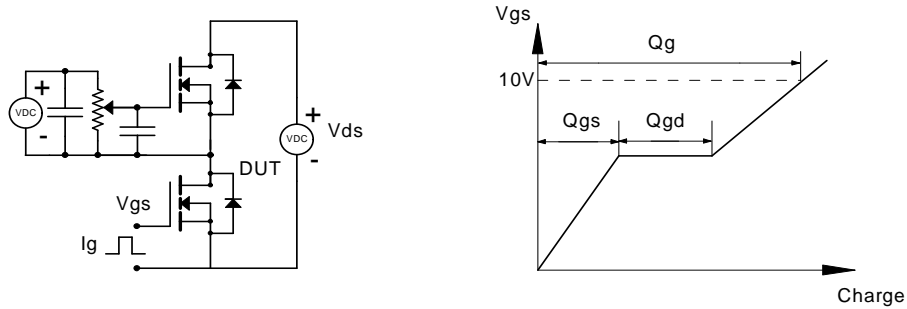 VDC
+
-
Vgs
Ig
DUT
VDC
+
-
Vds
Vgs
10V
Qg
Qgs
Qgd
Charge